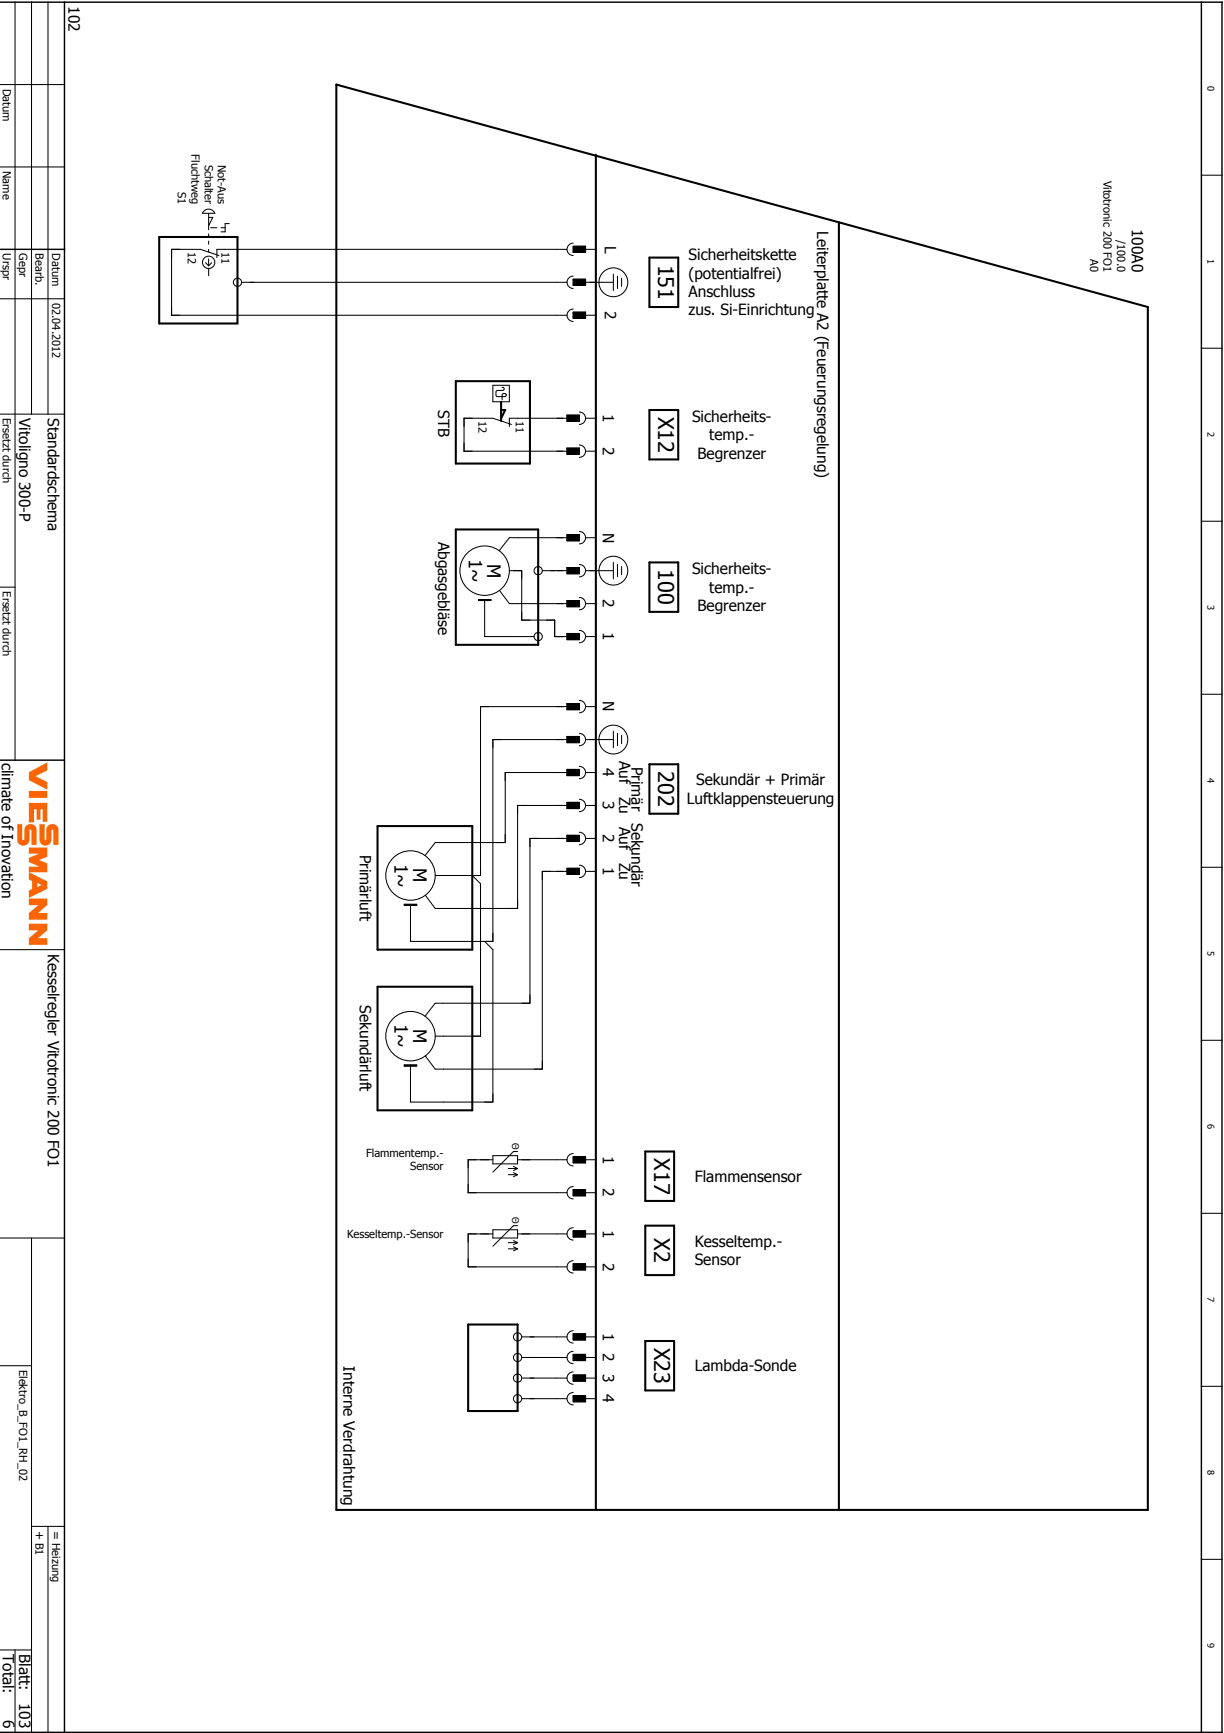 0
1
2
3
4
5
6
7
8
9
100A0
/100.0
Vitotronic 200 FO1
A0
Leiterplatte A2 (Feuerungsregelung)
Sicherheitskette
(potentialfrei)
Anschluss
zus. Si-Einrichtung
151
L
2
Not-Aus
Schalter
Fluchtweg
S1
11
12
Sicherheits-
temp.-
Begrenzer
X12
1
2
11
12
STB
Sicherheits-
temp.-
Begrenzer
100
N
2
1
M
1~
Abgasgebläse
Sekundär + Primär
Luftklappensteuerung
202
Primär
Sekundär
Auf
Zu
Auf
Zu
N
4
3
2
1
M
1~
Primärluft
M
1~
Sekundärluft
Flammensensor
X17
1
2
Flammentemp.-
Sensor
Kesseltemp.-
Sensor
X2
1
2
Kesseltemp.-Sensor
Lambda-Sonde
X23
1
2
3
4
Interne Verdrahtung
102
Datum
Name
Datum
02.04.2012
Bearb.
Gepr
Urspr
Standardschema
Vitoligno 300-P
Ersetzt durch
Ersetzt durch
VIESSMANN
climate of Inovation
Kesselregler Vitotronic 200 FO1
Elektro_B_FO1_RH_02
= Heizung
+ B1
Blatt: 103
Total: 6